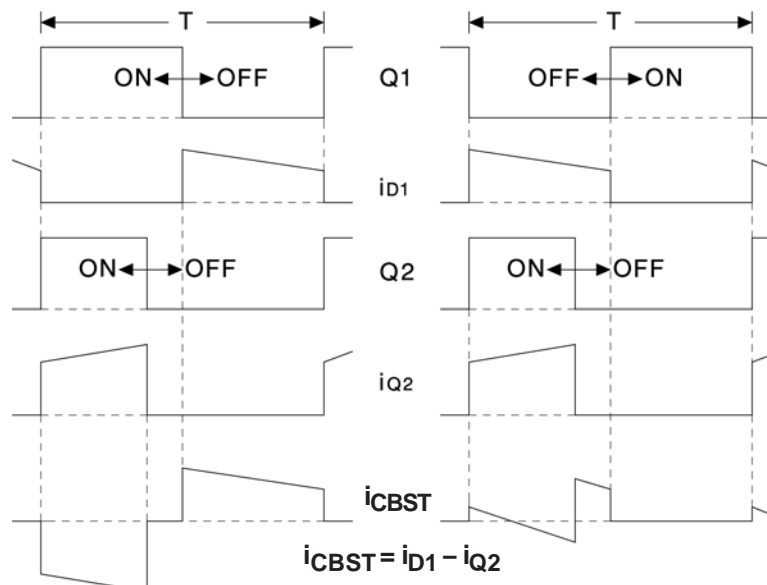 T T
ON OFF Q1 OFF ON
iD1
ON OFF Q2 ON OFF
iQ2
iCBST
iCBST = iD1 – iQ2